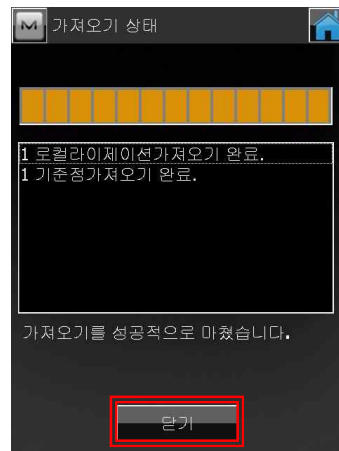 가져오기 상태
1 로컬라이제이션가져오기 완료.
1 기준점가져오기 완료.
가져오기를 성공적으로 마쳤습니다.
닫기